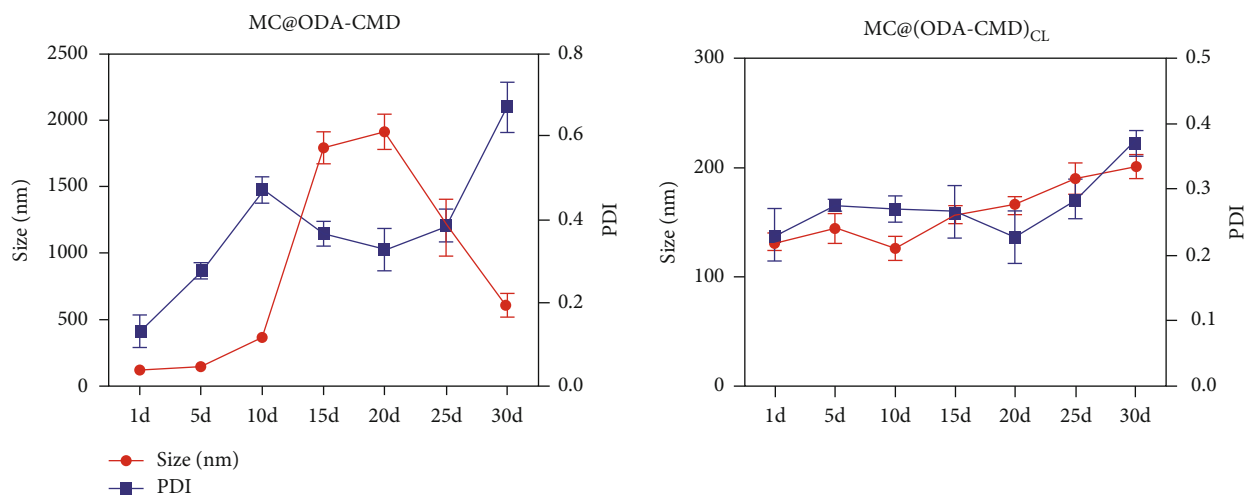 MC@ODA-CMD
2500
2000
1500
1000
500
0
Size (nm)
0.8
0.6
0.4
0.2
0.0
PDI
1d 5d 10d 15d 20d 25d 30d
Size (nm)
PDI
MC@(ODA-CMD)CL
300
200
100
0
Size (nm)
0.5
0.4
0.3
0.2
0.1
0.0
PDI
1d 5d 10d 15d 20d 25d 30d